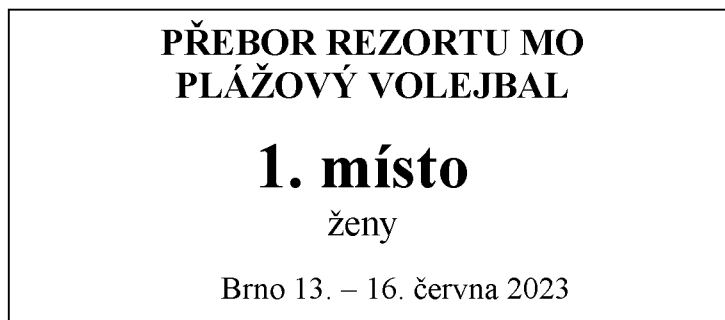 PŘEBOR REZORTU MO
PLÁŽOVÝ VOLEJBAL
1. místo
ženy
Brno 13. – 16. června 2023